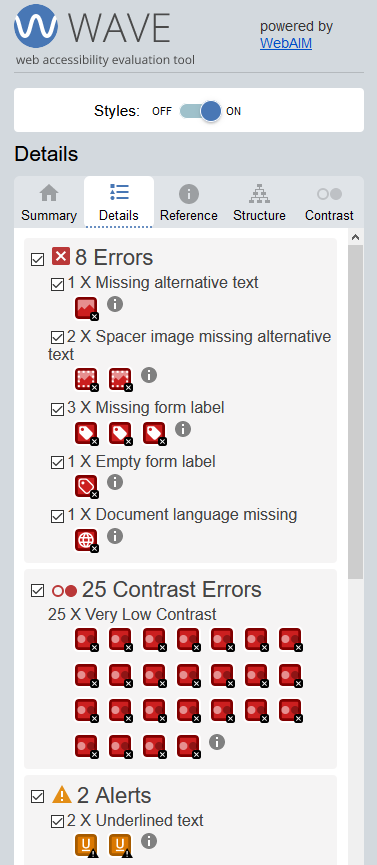 WAVE
web accessibility evaluation tool
powered by
WebAIM
Styles: OFF ON
Details
Summary Details Reference Structure Contrast
8 Errors
1 X Missing alternative text
2 X Spacer image missing alternative
text
3 X Missing form label
1 X Empty form label
1 X Document language missing
25 Contrast Errors
25 X Very Low Contrast
2 Alerts
2 X Underlined text